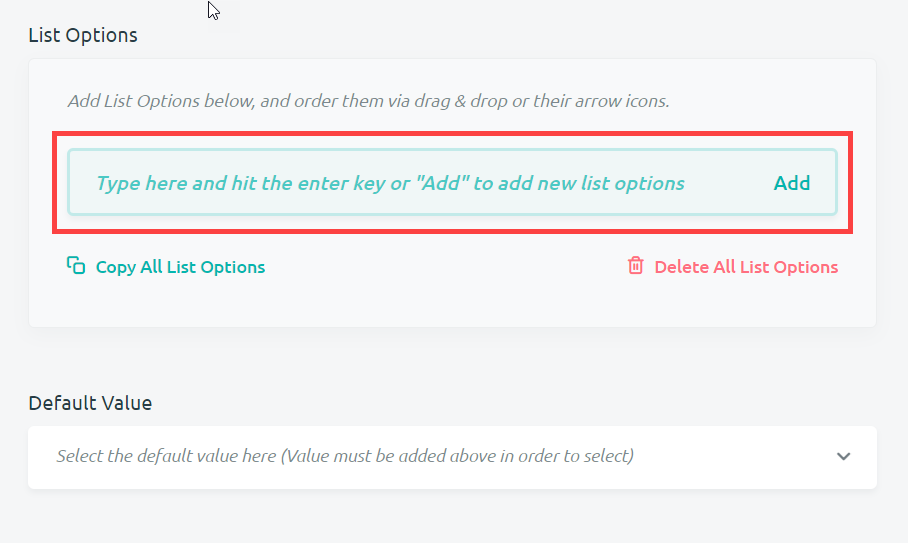 List Options
Add List Options below, and order them via drag & drop or their arrow icons.
Type here and hit the enter key or "Add" to add new list options Add
Copy All List Options Delete All List Options
Default Value
Select the default value here (Value must be added above in order to select)